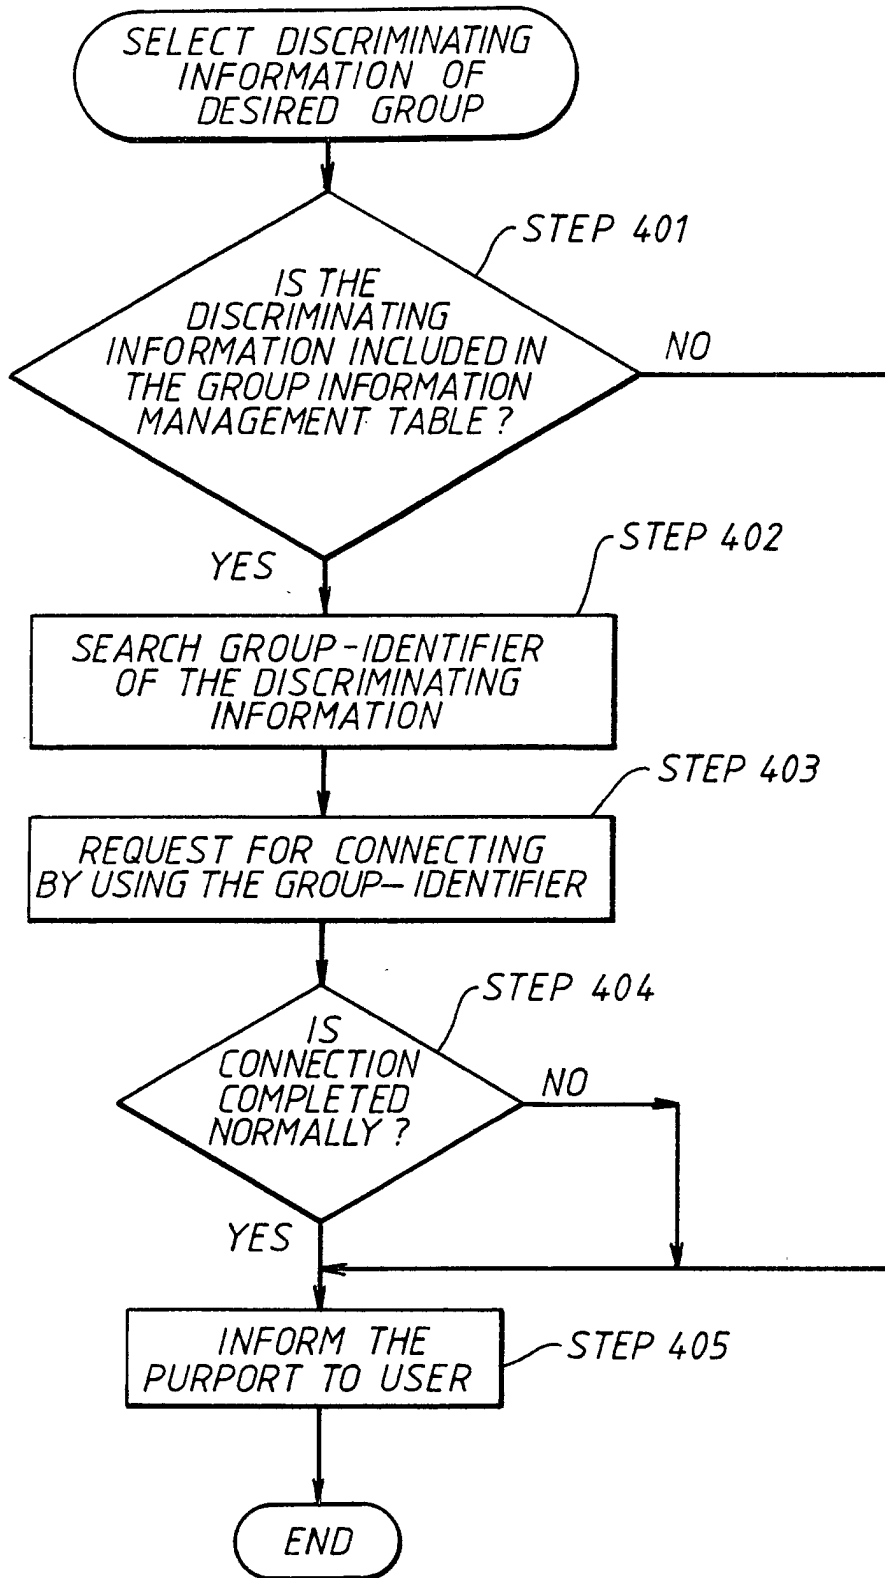 SELECT DISCRIMINATING
INFORMATION OF
DESIRED GROUP
STEP 401
IS THE
DISCRIMINATING
INFORMATION INCLUDED IN
THE GROUP INFORMATION
MANAGEMENT TABLE ?
NO
YES
STEP 402
SEARCH GROUP-IDENTIFIER
OF THE DISCRIMINATING
INFORMATION
STEP 403
REQUEST FOR CONNECTING
BY USING THE GROUP-IDENTIFIER
STEP 404
IS
CONNECTION
COMPLETED
NORMALLY ?
NO
YES
INFORM THE
PURPORT TO USER
STEP 405
END